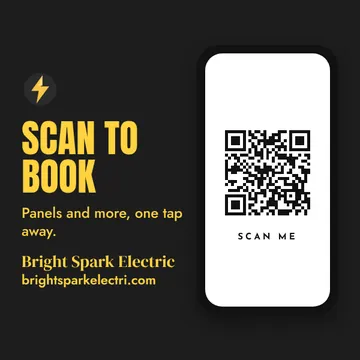 SCAN TO
BOOK
Panels and more, one tap
away.
Bright Spark Electric
brightsparkelectri.com
SCAN ME